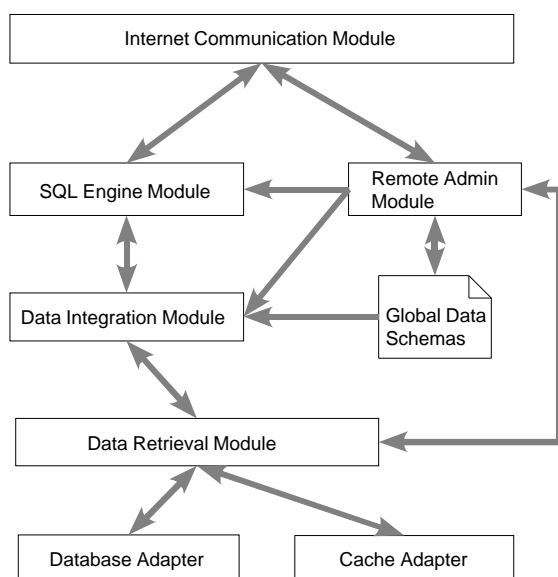 Internet Communication Module
SQL Engine Module
Remote Admin
Module
Data Integration Module
Global Data
Schemas
Data Retrieval Module
Database Adapter
Cache Adapter